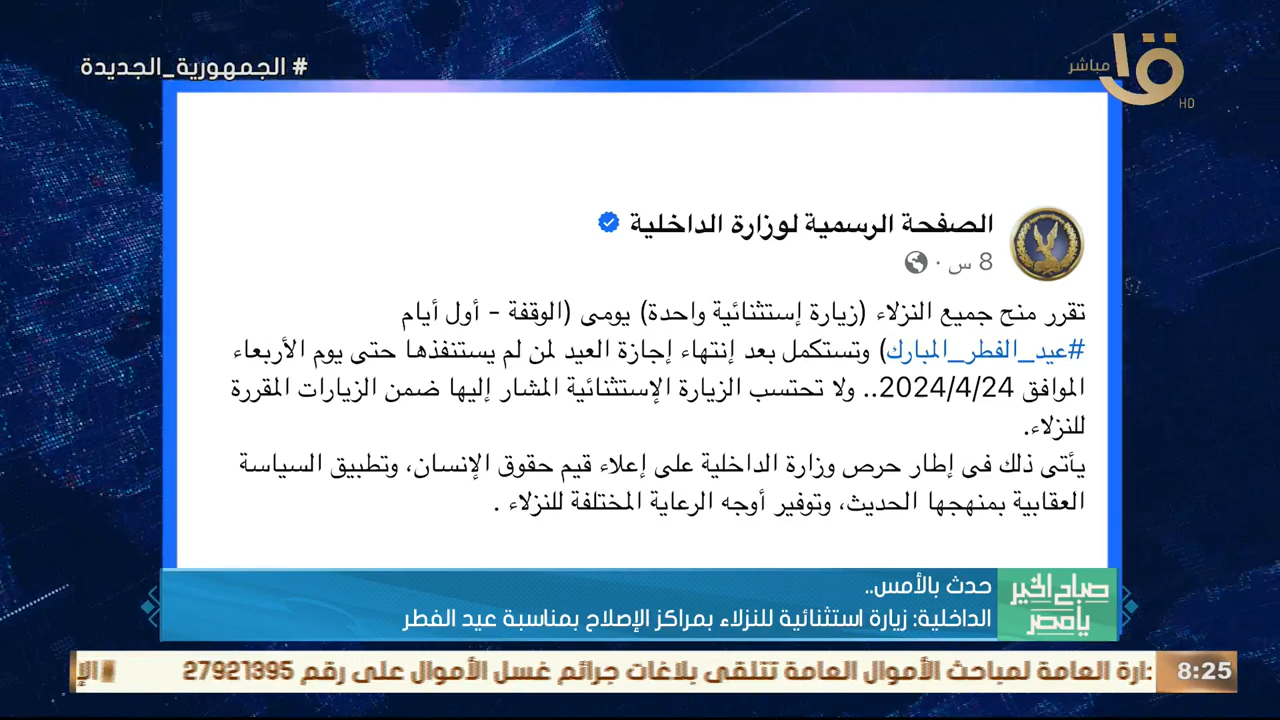 # الجمهورية_الجديدة
مباشر
HD
الصفحة الرسمية لوزارة الداخلية
8 س ·
تقرر منح جميع النزلاء (زيارة إستثنائية واحدة) يومى (الوقفة - أول أيام
#عيد_الفطر_المبارك) وتستكمل بعد إنتهاء إجازة العيد لمن لم يستنفذها حتى يوم الأربعاء
الموافق 2024/4/24.. ولا تحتسب الزيارة الإستثنائية المشار إليها ضمن الزيارات المقررة
للنزلاء.
يأتى ذلك فى إطار حرص وزارة الداخلية على إعلاء قيم حقوق الإنسان، وتطبيق السياسة
العقابية بمنهجها الحديث، وتوفير أوجه الرعاية المختلفة للنزلاء .
صباح الخير
يا مصر
حدث بالأمس..
الداخلية: زيارة استثنائية للنزلاء بمراكز الإصلاح بمناسبة عيد الفطر
8:25
ارة العامة لمباحث الأموال العامة تتلقى بلاغات جرائم غسل الأموال على رقم 27921395